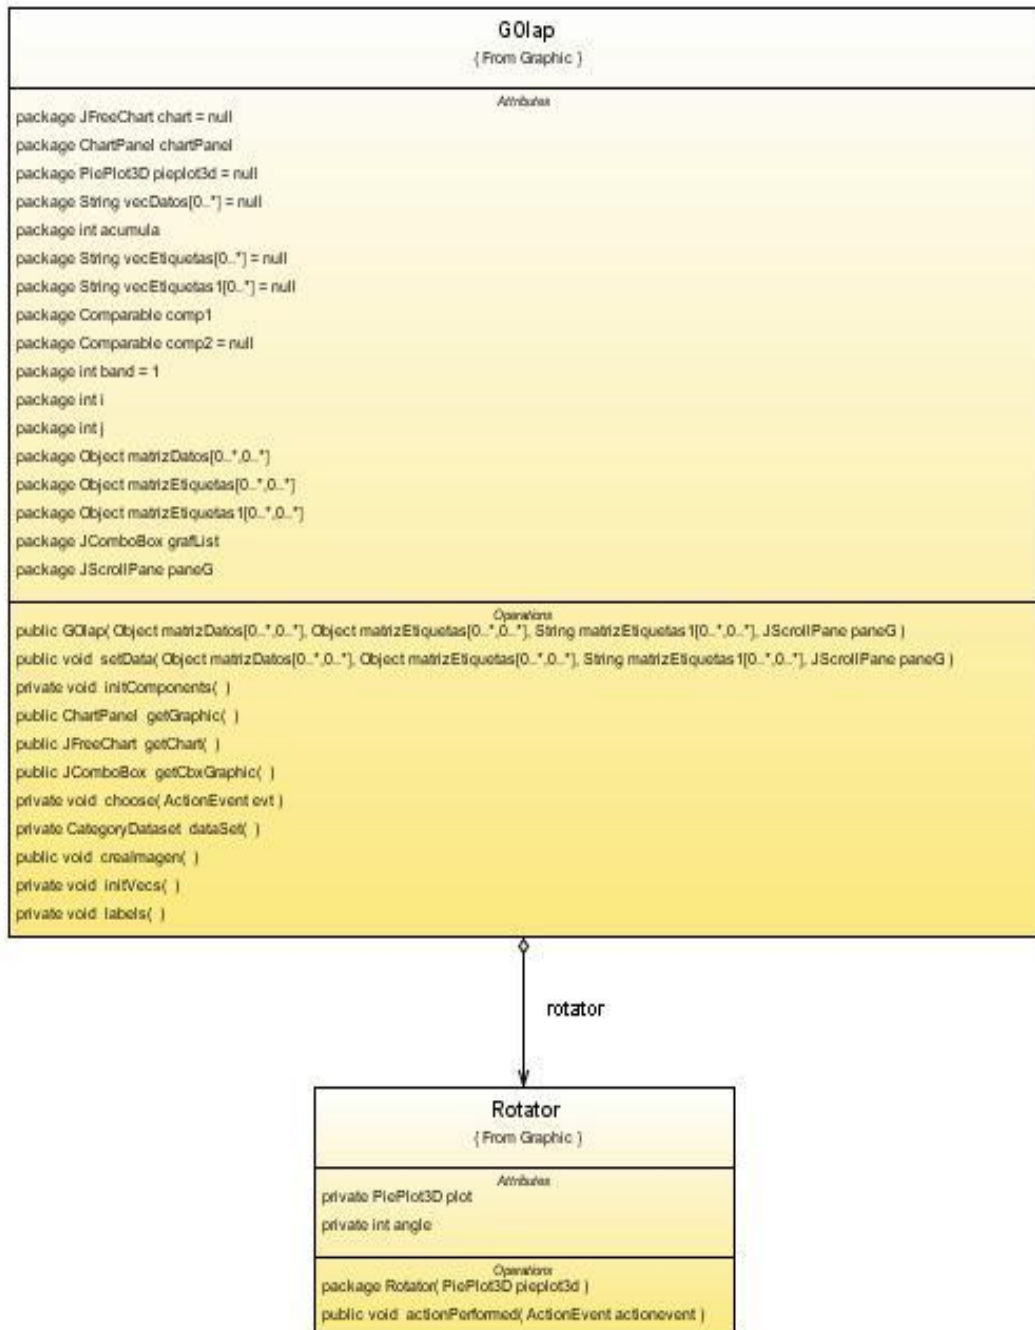 GOlap
{ From Graphic }
Attributes
package JFreeChart chart = null
package ChartPanel chartPanel
package PiePlot3D pieplot3d = null
package String vecDatos[0..*] = null
package int acumula
package String vecEtiquetas[0..*] = null
package String vecEtiquetas1[0..*] = null
package Comparable comp1
package Comparable comp2 = null
package int band = 1
package int i
package int j
package Object matrizDatos[0..*,0..*]
package Object matrizEtiquetas[0..*,0..*]
package Object matrizEtiquetas1[0..*,0..*]
package JComboBox grafList
package JScrollPane paneG
Operations
public GOlap( Object matrizDatos[0..*,0..*], Object matrizEtiquetas[0..*,0..*], String matrizEtiquetas1[0..*,0..*], JScrollPane paneG )
public void setData( Object matrizDatos[0..*,0..*], Object matrizEtiquetas[0..*,0..*], String matrizEtiquetas1[0..*,0..*], JScrollPane paneG )
private void initComponents( )
public ChartPanel getGraphic( )
public JFreeChart getChart( )
public JComboBox getCbxGraphic( )
private void choose( ActionEvent evt )
private CategoryDataset dataSet( )
public void creaImagen( )
private void initVecs( )
private void labels( )
rotator
Rotator
{ From Graphic }
Attributes
private PiePlot3D plot
private int angle
Operations
package Rotator( PiePlot3D pieplot3d )
public void actionPerformed( ActionEvent actionevent )